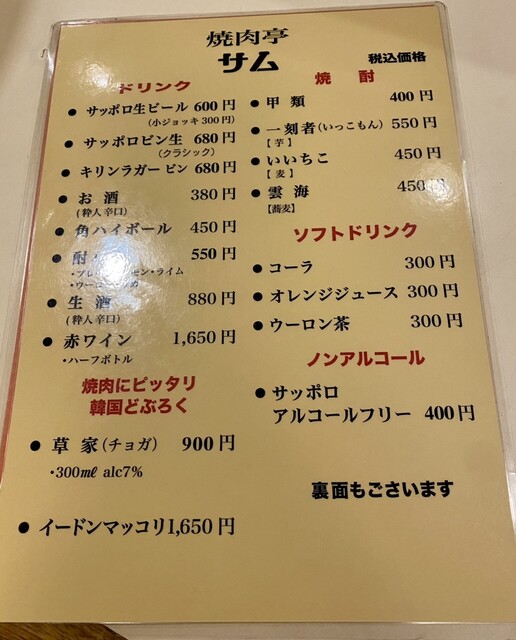 焼肉亭
サム
税込価格
ドリンク
● サッポロ生ビール 600円
(小ジョッキ300円)
● サッポロビン生 680円
(クラシック)
● キリンラガービン 680円
● お酒 380円
(粋人辛口)
● 角ハイボール 450円
● 酎 550円
・ウー
● 生酒 880円
(粋人辛口)
● 赤ワイン 1,650円
・ハーフボトル
焼肉にピッタリ
韓国どぶろく
● 草家(チョガ) 900円
・300㎖ alc7%
● イードンマッコリ1,650円
焼酎
● 甲類 400円
● 一刻者(いっこもん) 550円
【芋】
● いいちこ 450円
【麦】
● 雲海 450円
【蕎麦】
ソフトドリンク
● コーラ 300円
● オレンジジュース 300円
● ウーロン茶 300円
ノンアルコール
● サッポロ
アルコールフリー 400円
裏面もございます